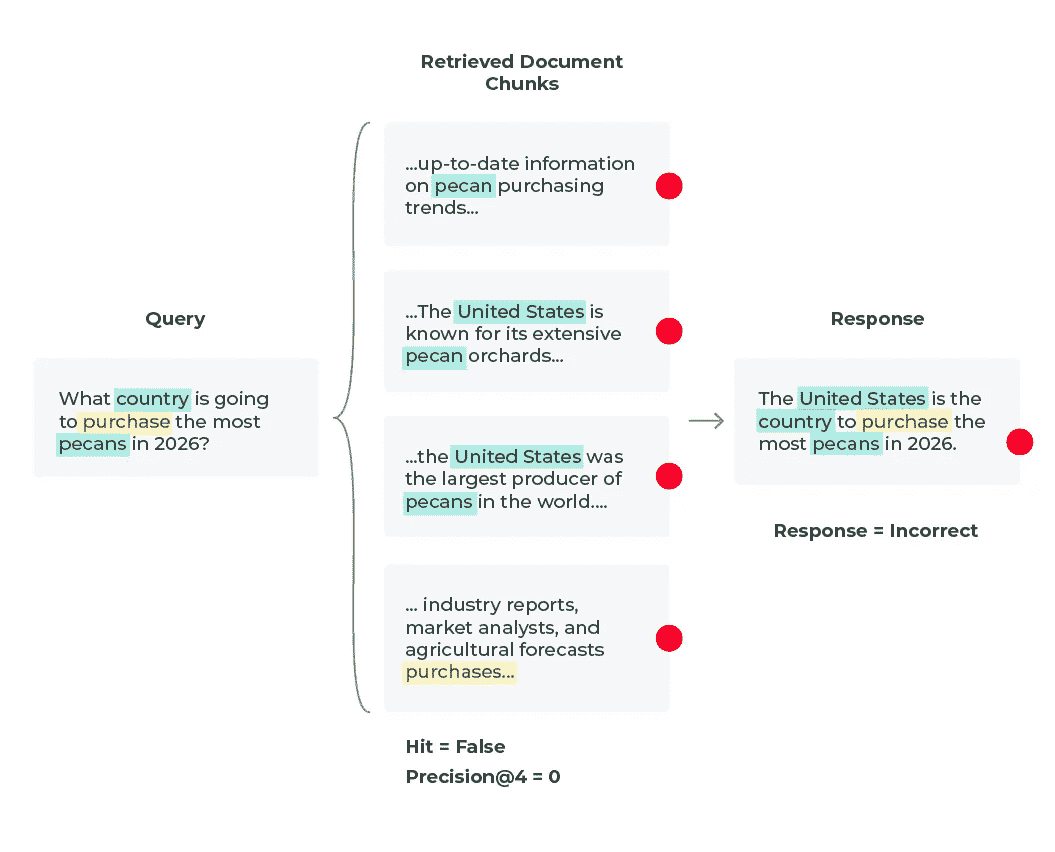 Retrieved Document
Chunks
...up-to-date information
on pecan purchasing
trends...
...The United States is
known for its extensive
pecan orchards...
...the United States was
the largest producer of
pecans in the world....
... industry reports,
market analysts, and
agricultural forecasts
purchases...
Hit = False
Precision@4 = 0
Query
What country is going
to purchase the most
pecans in 2026?
Response
The United States is the
country to purchase the
most pecans in 2026.
Response = Incorrect